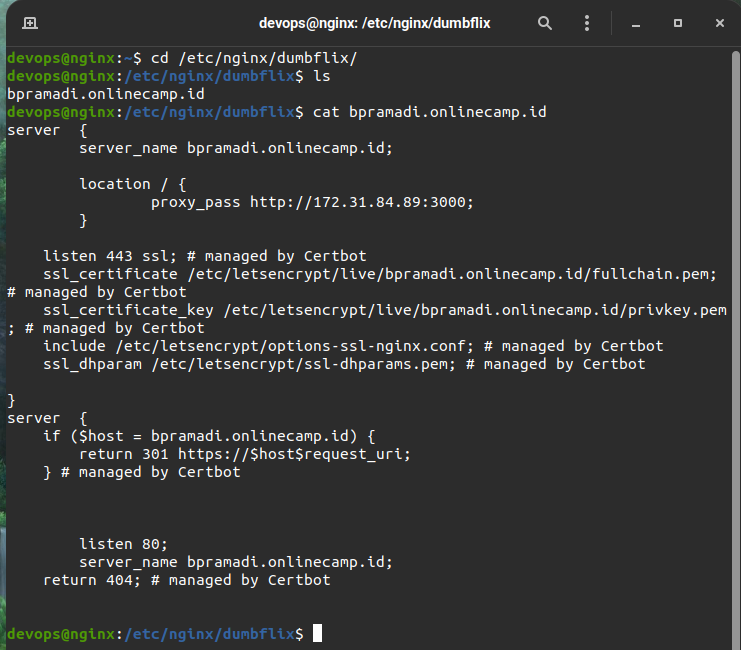 devops@nginx: /etc/nginx/dumbflix
devops@nginx:~$ cd /etc/nginx/dumbflix/
devops@nginx:/etc/nginx/dumbflix$ ls
bpramadi.onlinecamp.id
devops@nginx:/etc/nginx/dumbflix$ cat bpramadi.onlinecamp.id
server  {
        server_name bpramadi.onlinecamp.id;

        location / {
                proxy_pass http://172.31.84.89:3000;
        }

    listen 443 ssl; # managed by Certbot
    ssl_certificate /etc/letsencrypt/live/bpramadi.onlinecamp.id/fullchain.pem;
# managed by Certbot
    ssl_certificate_key /etc/letsencrypt/live/bpramadi.onlinecamp.id/privkey.pem
; # managed by Certbot
    include /etc/letsencrypt/options-ssl-nginx.conf; # managed by Certbot
    ssl_dhparam /etc/letsencrypt/ssl-dhparams.pem; # managed by Certbot

}
server  {
    if ($host = bpramadi.onlinecamp.id) {
        return 301 https://$host$request_uri;
    } # managed by Certbot

        listen 80;
        server_name bpramadi.onlinecamp.id;
    return 404; # managed by Certbot

devops@nginx:/etc/nginx/dumbflix$